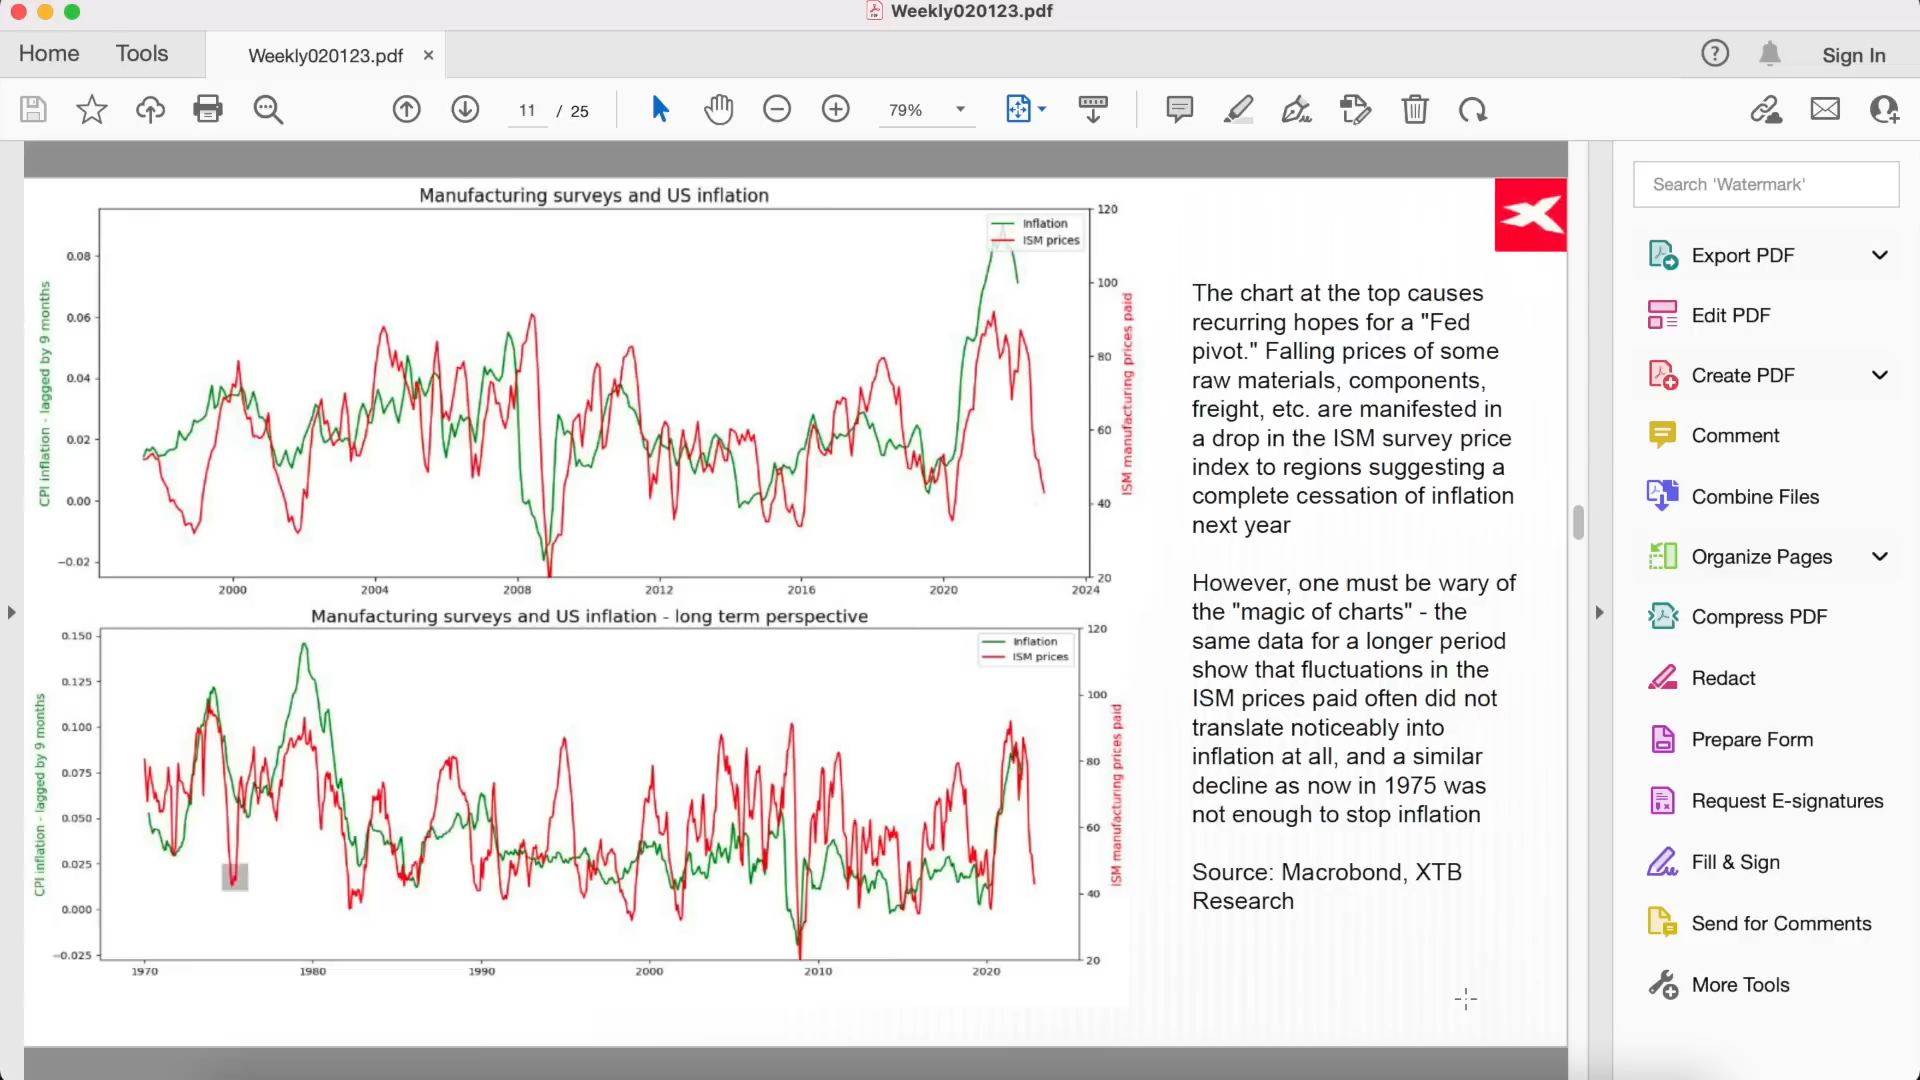 Weekly020123.pdf
Home
Tools
Weekly020123.pdf
Sign In
11 / 25
79%
Manufacturing surveys and US inflation
Inflation
ISM prices
CPI inflation - lagged by 9 months
0.08
0.06
0.04
0.02
0.00
−0.02
120
100
80
60
40
20
ISM manufacturing prices paid
2000
2004
2008
2012
2016
2020
2024
Manufacturing surveys and US inflation - long term perspective
Inflation
ISM prices
CPI inflation - lagged by 9 months
0.150
0.125
0.100
0.075
0.050
0.025
0.000
−0.025
120
100
80
60
40
20
ISM manufacturing prices paid
1970
1980
1990
2000
2010
2020
The chart at the top causes
recurring hopes for a "Fed
pivot." Falling prices of some
raw materials, components,
freight, etc. are manifested in
a drop in the ISM survey price
index to regions suggesting a
complete cessation of inflation
next year
However, one must be wary of
the "magic of charts" - the
same data for a longer period
show that fluctuations in the
ISM prices paid often did not
translate noticeably into
inflation at all, and a similar
decline as now in 1975 was
not enough to stop inflation
Source: Macrobond, XTB
Research
Search 'Watermark'
Export PDF
Edit PDF
Create PDF
Comment
Combine Files
Organize Pages
Compress PDF
Redact
Prepare Form
Request E-signatures
Fill & Sign
Send for Comments
More Tools